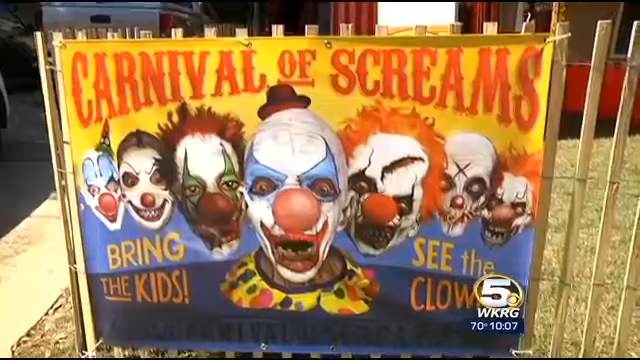 CARNIVAL OF SCREAMS
BRING
THE KIDS!
SEE the
CLOW
5
WKRG
70° 10:07